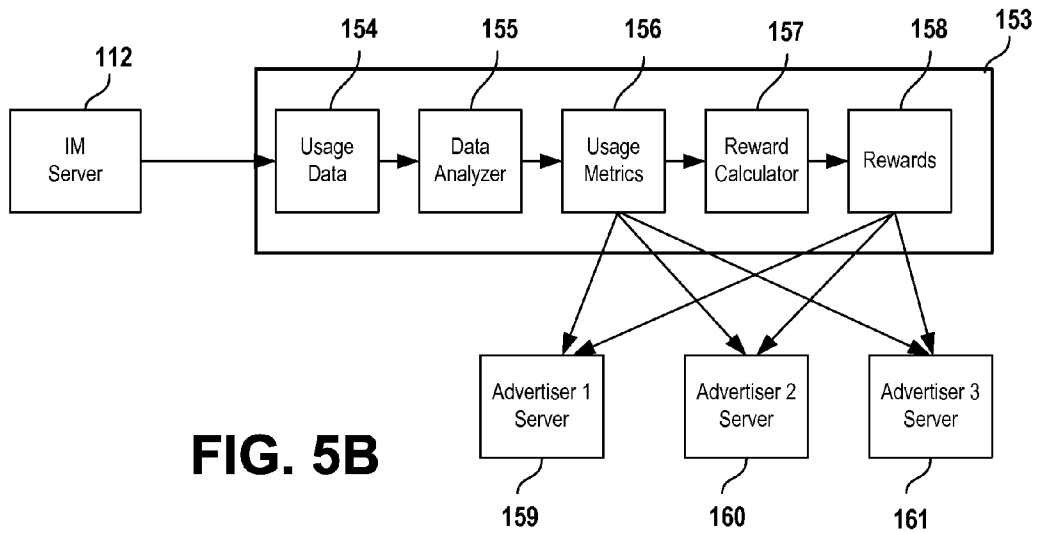 154 155 156 157 158 153
112
IM
Server
Usage
Data
Data
Analyzer
Usage
Metrics
Reward
Calculator
Rewards
Advertiser 1
Server
Advertiser 2
Server
Advertiser 3
Server
FIG. 5B
159 160 161